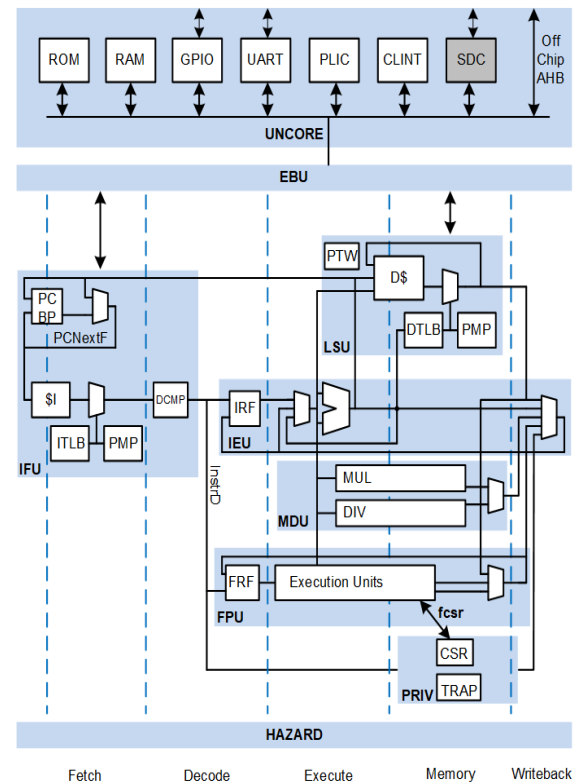 ROM
RAM
GPIO
UART
PLIC
CLINT
SDC
Off
Chip
AHB
UNCORE
EBU
PTW
D$
PC
BP
PCNextF
DTLB
PMP
LSU
$I
DCMP
IRF
ITLB
PMP
IEU
IFU
InstrD
MUL
DIV
MDU
FRF
Execution Units
FPU
fcsr
CSR
PRIV
TRAP
HAZARD
Fetch
Decode
Execute
Memory
Writeback